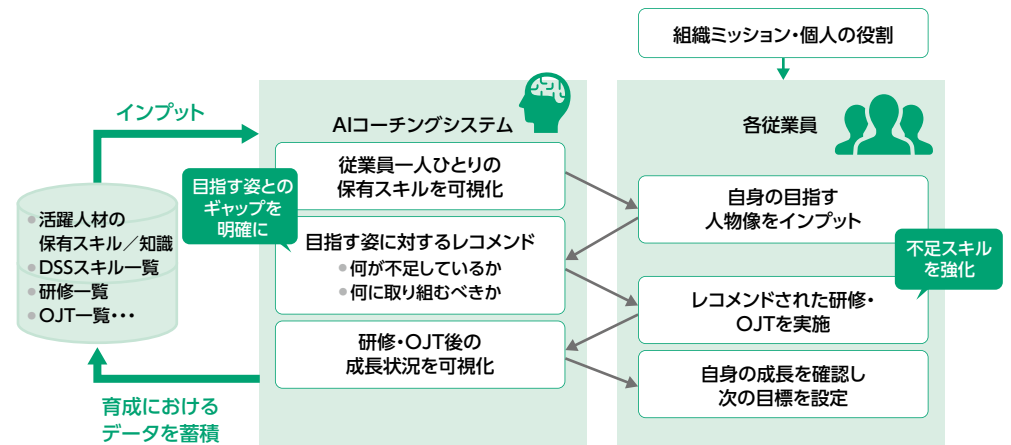 組織ミッション・個人の役割
インプット
AIコーチングシステム
各従業員
従業員一人ひとりの
保有スキルを可視化
目指す姿との
ギャップを
明確に
自身の目指す
人物像をインプット
活躍人材の
保有スキル／知識
DSSスキル一覧
研修一覧
OJT一覧・・・
目指す姿に対するレコメンド
何が不足しているか
何に取り組むべきか
不足スキル
を強化
レコメンドされた研修・
OJTを実施
研修・OJT後の
成長状況を可視化
自身の成長を確認し
次の目標を設定
育成における
データを蓄積